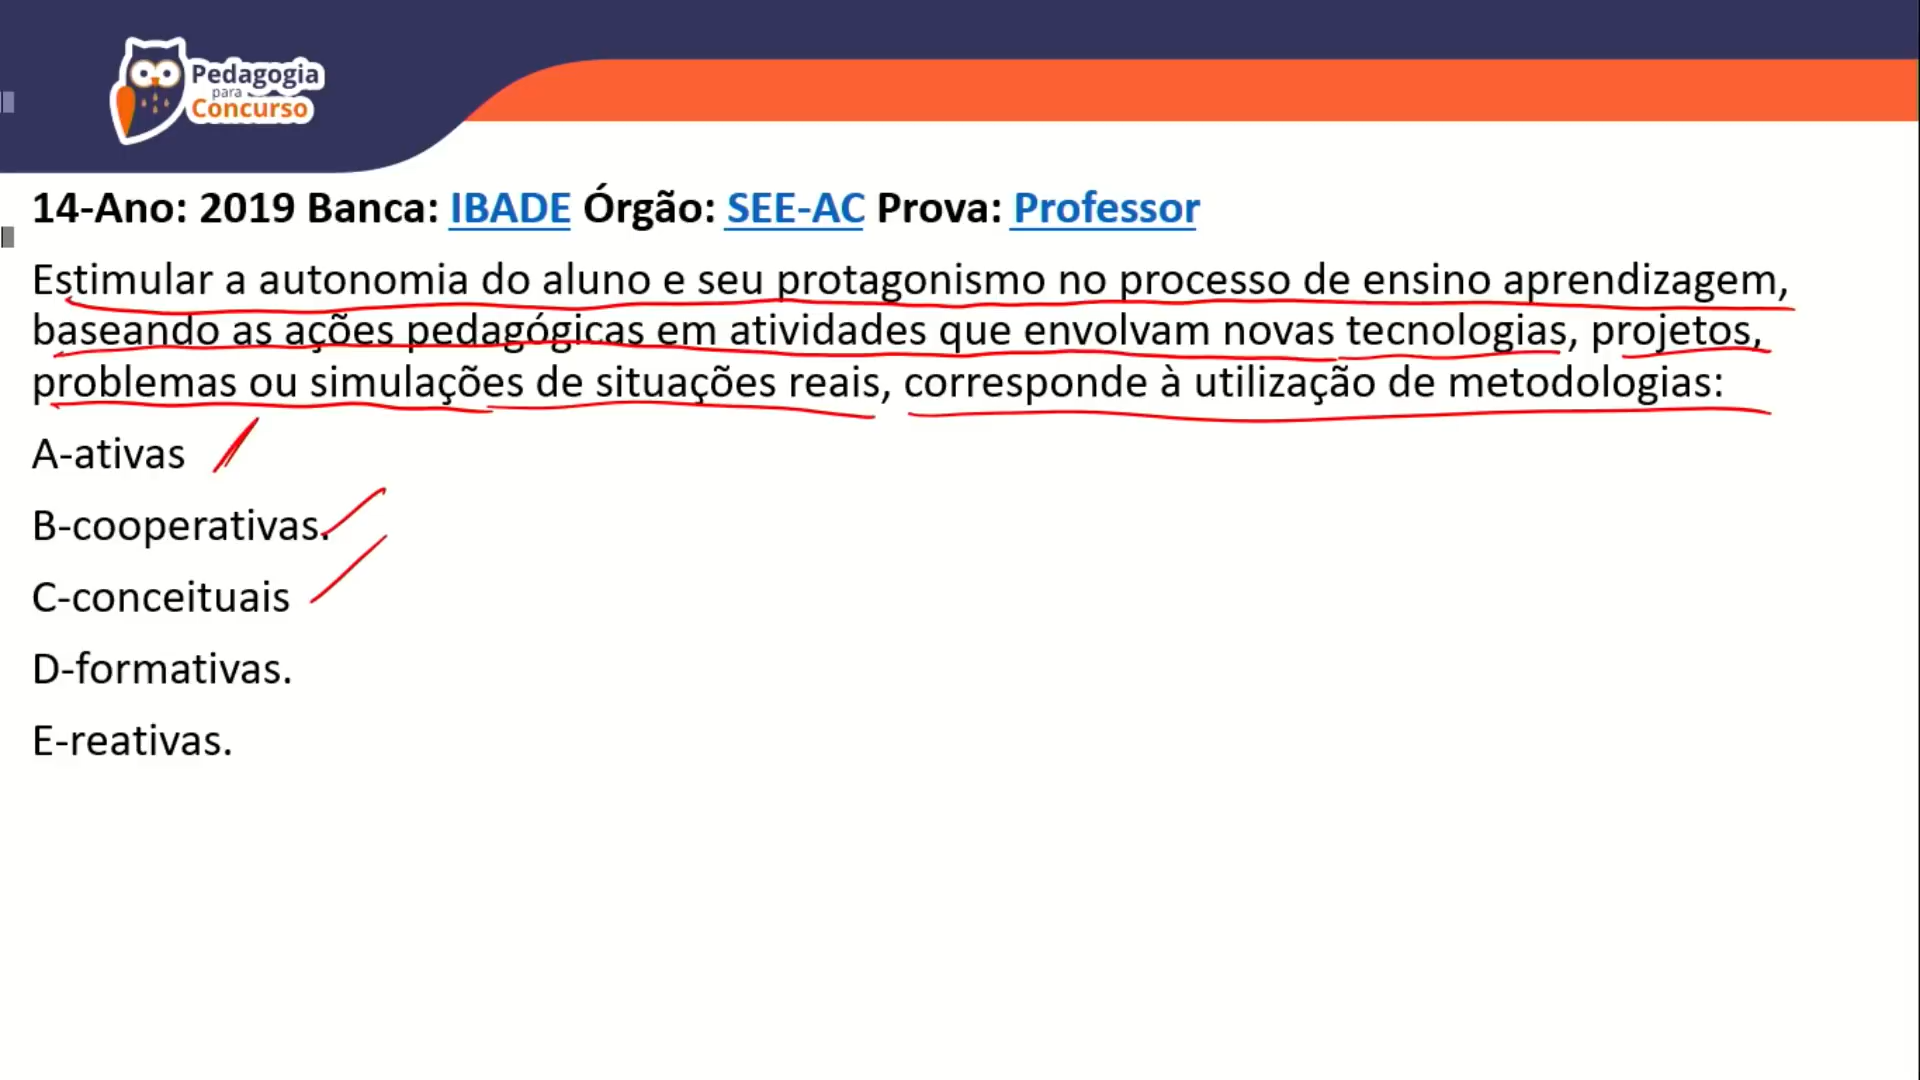 Pedagogia
para
Concurso
14-Ano: 2019 Banca: IBADE Órgão: SEE-AC Prova: Professor
Estimular a autonomia do aluno e seu protagonismo no processo de ensino aprendizagem,
baseando as ações pedagógicas em atividades que envolvam novas tecnologias, projetos,
problemas ou simulações de situações reais, corresponde à utilização de metodologias:
A-ativas
B-cooperativas.
C-conceituais
D-formativas.
E-reativas.